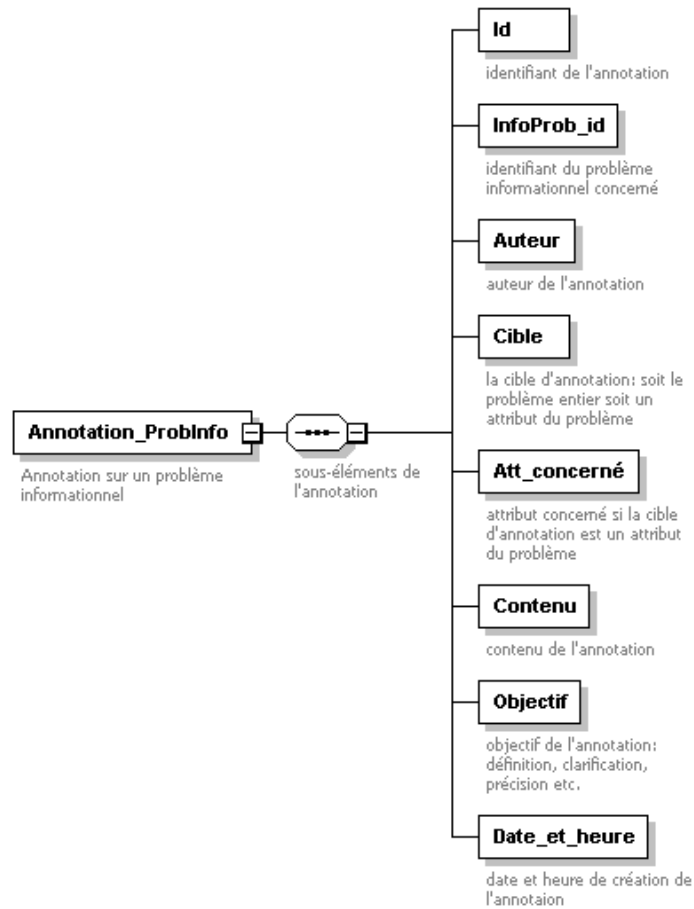 Annotation_ProbInfo
Annotation sur un problème
informationnel
sous-éléments de
l'annotation
Id
identifiant de l'annotation
InfoProb_id
identifiant du problème
informationnel concerné
Auteur
auteur de l'annotation
Cible
la cible d'annotation: soit le
problème entier soit un
attribut du problème
Att_concerné
attribut concerné si la cible
d'annotation est un attribut
du problème
Contenu
contenu de l'annotation
Objectif
objectif de l'annotation:
définition, clarification,
précision etc.
Date_et_heure
date et heure de création de
l'annotaion